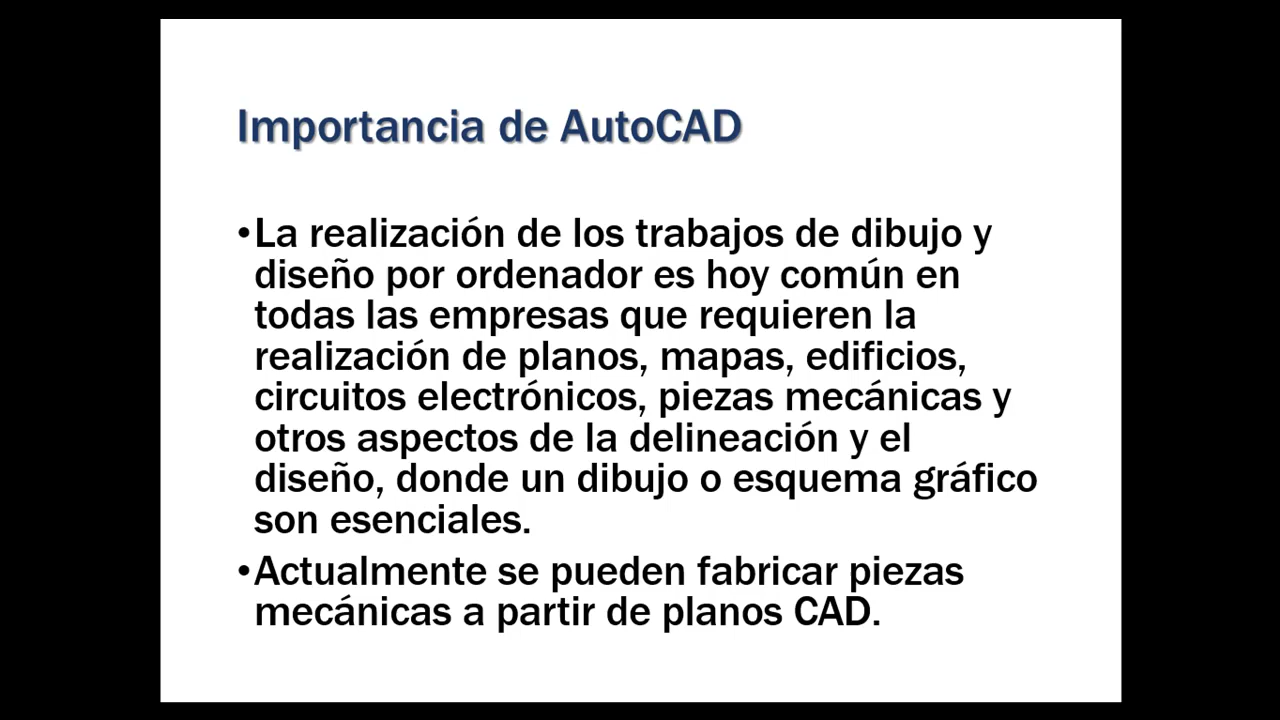 Importancia de AutoCAD
•La realización de los trabajos de dibujo y
diseño por ordenador es hoy común en
todas las empresas que requieren la
realización de planos, mapas, edificios,
circuitos electrónicos, piezas mecánicas y
otros aspectos de la delineación y el
diseño, donde un dibujo o esquema gráfico
son esenciales.
•Actualmente se pueden fabricar piezas
mecánicas a partir de planos CAD.